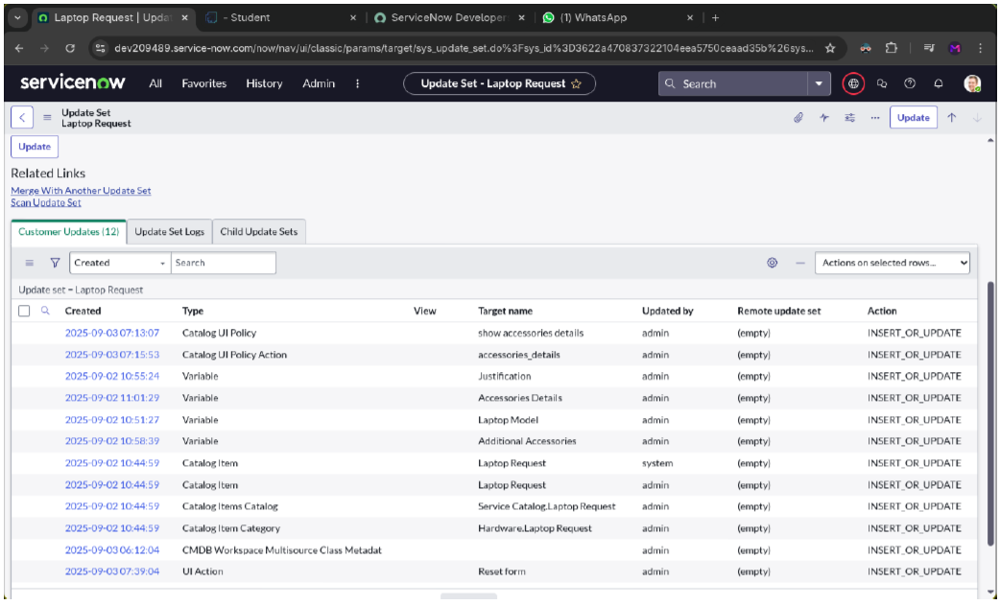 Laptop Request | Updat
- Student
ServiceNow Developer
(1) WhatsApp
dev209489.service-now.com/now/nav/ui/classic/params/target/sys_update_set.do%3Fsys_id%3D3622a470837322104eea5750ceaad35b%26sys...
servicenow All Favorites History Admin Update Set - Laptop Request Search
Update Set
Laptop Request
Update
Update
Related Links
Merge With Another Update Set
Scan Update Set
Customer Updates (12) Update Set Logs Child Update Sets
Created Search Actions on selected rows...
Update set = Laptop Request
Created Type View Target name Updated by Remote update set Action
2025-09-03 07:13:07 Catalog UI Policy show accessories details admin (empty) INSERT_OR_UPDATE
2025-09-03 07:15:53 Catalog UI Policy Action accessories_details admin (empty) INSERT_OR_UPDATE
2025-09-02 10:55:24 Variable Justification admin (empty) INSERT_OR_UPDATE
2025-09-02 11:01:29 Variable Accessories Details admin (empty) INSERT_OR_UPDATE
2025-09-02 10:51:27 Variable Laptop Model admin (empty) INSERT_OR_UPDATE
2025-09-02 10:58:39 Variable Additional Accessories admin (empty) INSERT_OR_UPDATE
2025-09-02 10:44:59 Catalog Item Laptop Request system (empty) INSERT_OR_UPDATE
2025-09-02 10:44:59 Catalog Item Laptop Request admin (empty) INSERT_OR_UPDATE
2025-09-02 10:44:59 Catalog Items Catalog Service Catalog.Laptop Request admin (empty) INSERT_OR_UPDATE
2025-09-02 10:44:59 Catalog Item Category Hardware.Laptop Request admin (empty) INSERT_OR_UPDATE
2025-09-03 06:12:04 CMDB Workspace Multisource Class Metadat admin (empty) INSERT_OR_UPDATE
2025-09-03 07:39:04 UI Action Reset form admin (empty) INSERT_OR_UPDATE